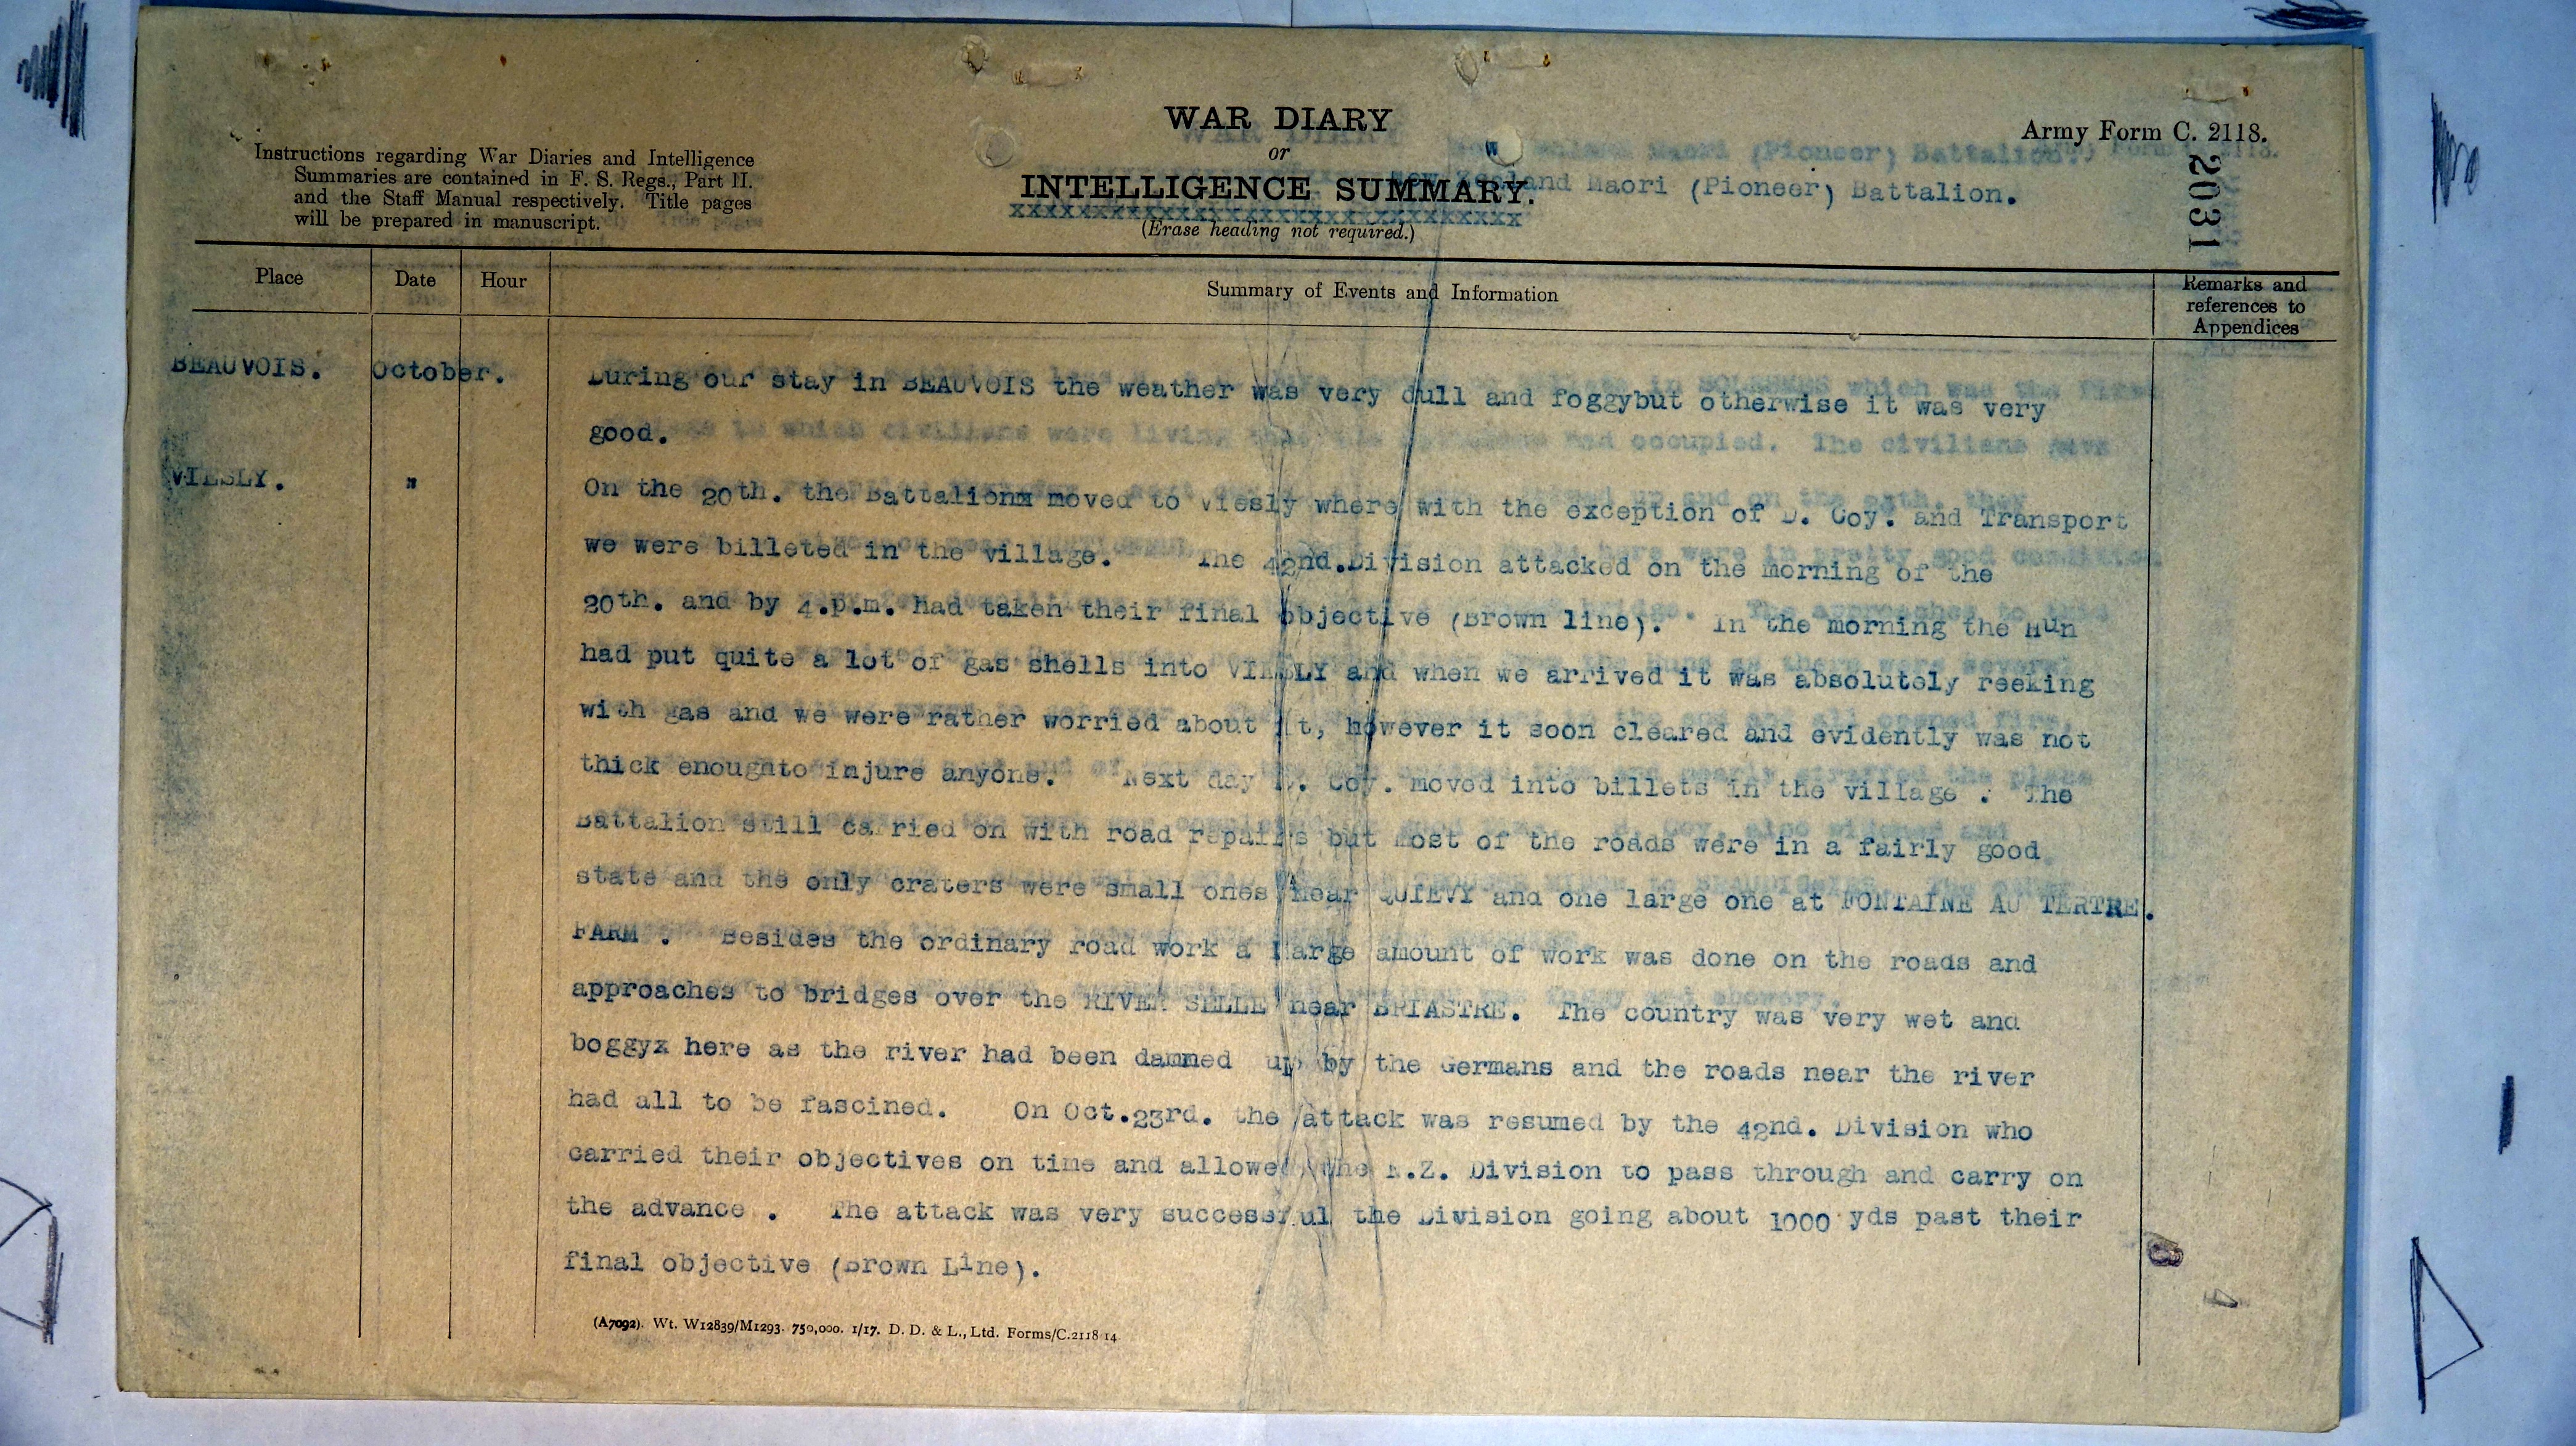 WAR DIARY
or
INTELLIGENCE SUMMARY.
xxxxxxxxxxxxxxxxxxxxxxxxxxxxxxxx
(Erase heading not required.)
Instructions regarding War Diaries and Intelligence
Summaries are contained in F. S. Regs., Part II.
and the Staff Manual respectively. Title pages
will be prepared in manuscript.
New Zealand Maori (Pioneer) Battalion.
Army Form C. 2118.
2031
Place Date Hour Summary of Events and Information Remarks and
references to
Appendices
BEAUVOIS. October. During our stay in BEAUVOIS the weather was very dull and foggybut otherwise it was very
good.
VIESLY. " On the 20th. the Battalionx moved to Viesly where with the exception of D. Coy. and Transport
we were billeted in the village. The 42nd.Division attacked on the morning of the
20th. and by 4.p.m. had taken their final objective (Brown line). In the morning the Hun
had put quite a lot of gas shells into VIESLY and when we arrived it was absolutely reeking
with gas and we were rather worried about it, however it soon cleared and evidently was not
thick enoughto injure anyone. Next day D. Coy. moved into billets in the village . The
Battalion still carried on with road repairs but most of the roads were in a fairly good
state and the only craters were small ones near QUIEVY and one large one at FONTAINE AU TERTRE.
FARM . Besides the ordinary road work a large amount of work was done on the roads and
approaches to bridges over the RIVER SELLE near BRIASTRE. The country was very wet and
boggyx here as the river had been dammed up by the Germans and the roads near the river
had all to be fascined. On Oct.23rd. the attack was resumed by the 42nd. Division who
carried their objectives on time and allowed the N.Z. Division to pass through and carry on
the advance . The attack was very successful the Division going about 1000 yds past their
final objective (Brown Line).
(A7092). Wt. W12839/M1293. 750,000. 1/17. D. D. & L., Ltd. Forms/C.2118/14